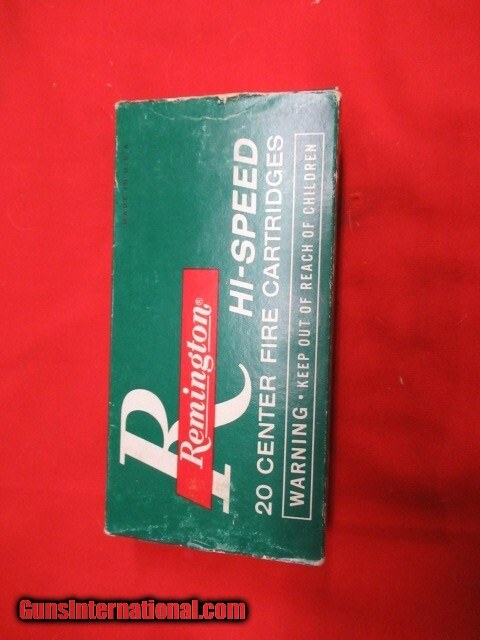 R
Remington®
HI-SPEED
20 CENTER FIRE CARTRIDGES
WARNING • KEEP OUT OF REACH OF CHILDREN
GunsInternational.com